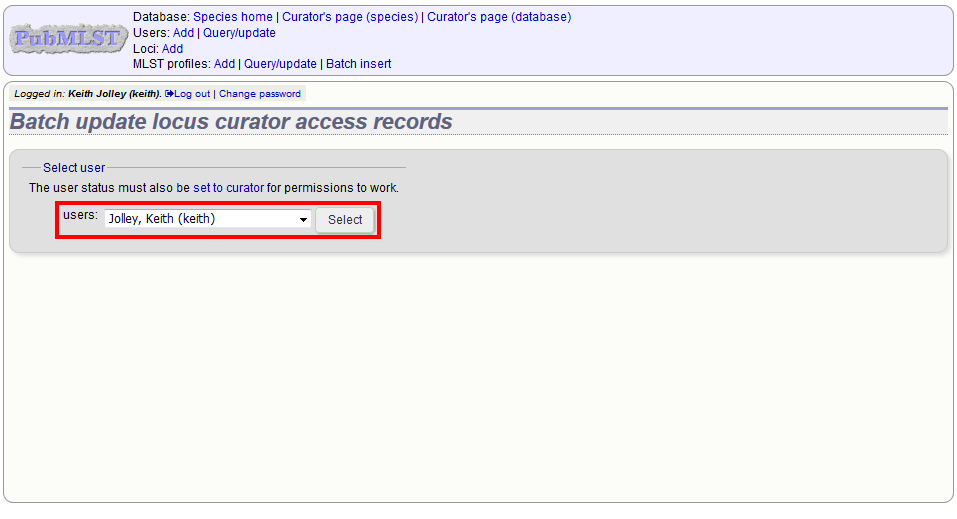 PubMLST
Database: Species home | Curator's page (species) | Curator's page (database)
Users: Add | Query/update
Loci: Add
MLST profiles: Add | Query/update | Batch insert
Logged in: Keith Jolley (keith). Log out | Change password
Batch update locus curator access records
Select user
The user status must also be set to curator for permissions to work.
users: Jolley, Keith (keith) Select